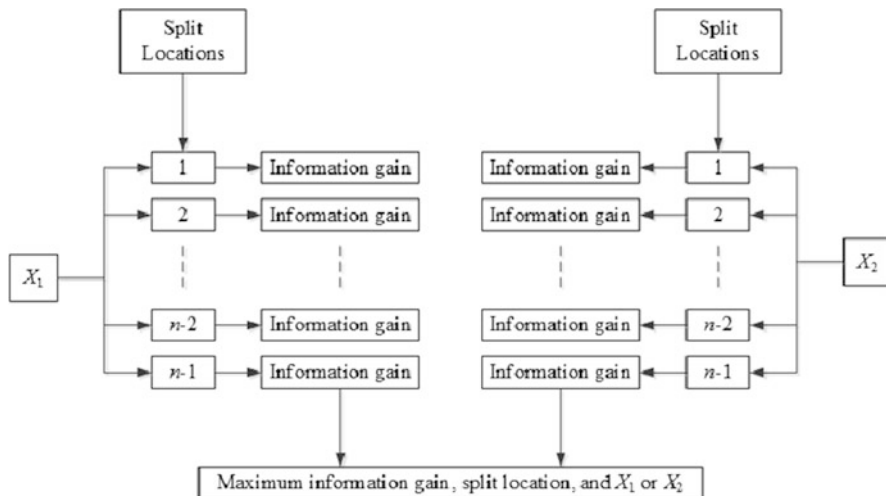 Split
Locations
Split
Locations
1
Information gain
Information gain
1
2
Information gain
Information gain
2
X₁
X₂
n-2
Information gain
Information gain
n-2
n-1
Information gain
Information gain
n-1
Maximum information gain, split location, and X₁ or X₂